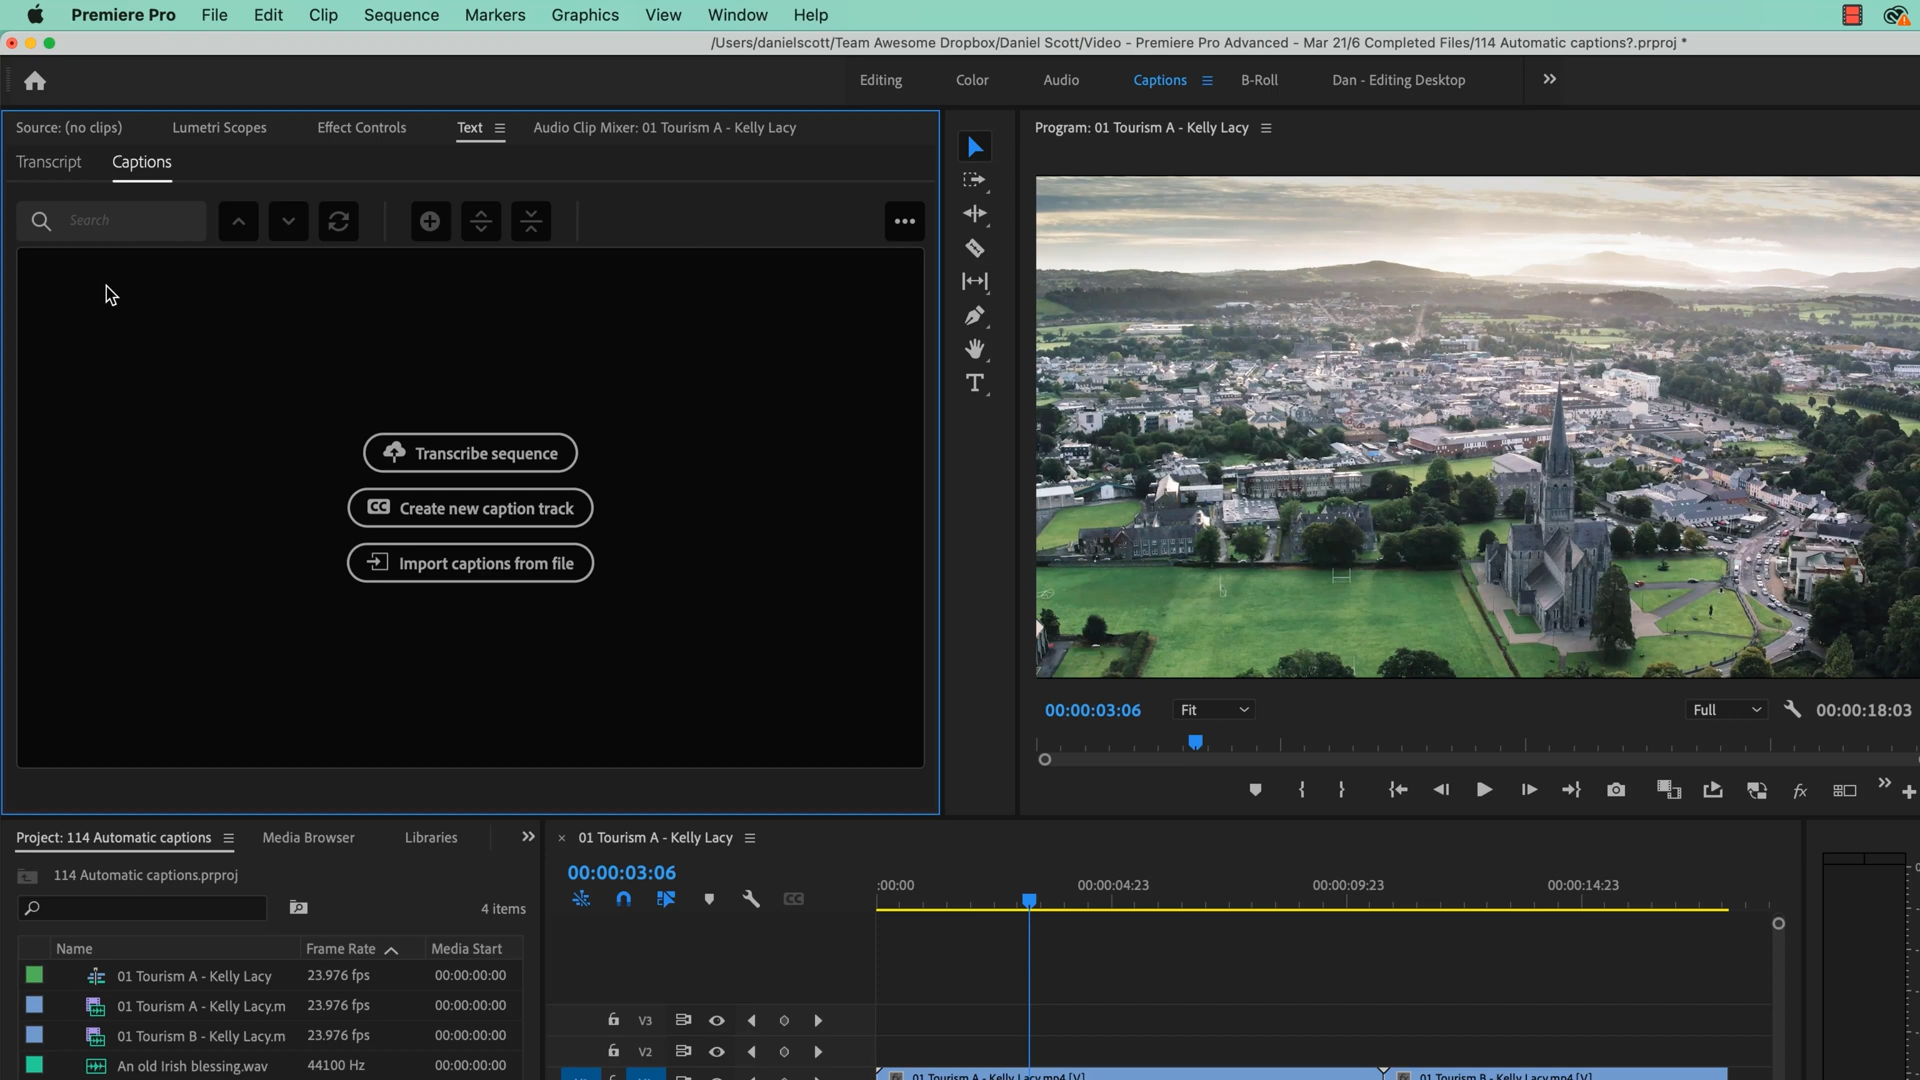 Premiere Pro File Edit Clip Sequence Markers Graphics View Window Help
/Users/danielscott/Team Awesome Dropbox/Daniel Scott/Video - Premiere Pro Advanced - Mar 21/6 Completed Files/114 Automatic captions?.prproj *
Editing Color Audio Captions B-Roll Dan - Editing Desktop
Source: (no clips) Lumetri Scopes Effect Controls Text Audio Clip Mixer: 01 Tourism A - Kelly Lacy
Program: 01 Tourism A - Kelly Lacy
Transcript Captions
Search
Transcribe sequence
CC Create new caption track
Import captions from file
00:00:03:06 Fit Full 00:00:18:03
Project: 114 Automatic captions Media Browser Libraries
114 Automatic captions.prproj
4 items
Name Frame Rate Media Start
01 Tourism A - Kelly Lacy 23.976 fps 00:00:00:00
01 Tourism A - Kelly Lacy.m 23.976 fps 00:00:00:00
01 Tourism B - Kelly Lacy.m 23.976 fps 00:00:00:00
An old Irish blessing.wav 44100 Hz 00:00:00:00
01 Tourism A - Kelly Lacy
00:00:03:06
CC
:00:00 00:00:04:23 00:00:09:23 00:00:14:23
V3
V2
01 Tourism A - Kelly Lacy.mp4 [V] 01 Tourism B - Kelly Lacy.mp4 [V]